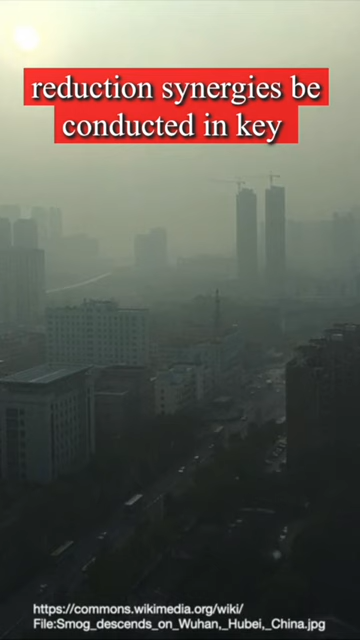 reduction synergies be
conducted in key
https://commons.wikimedia.org/wiki/
File:Smog_descends_on_Wuhan,_Hubei,_China.jpg